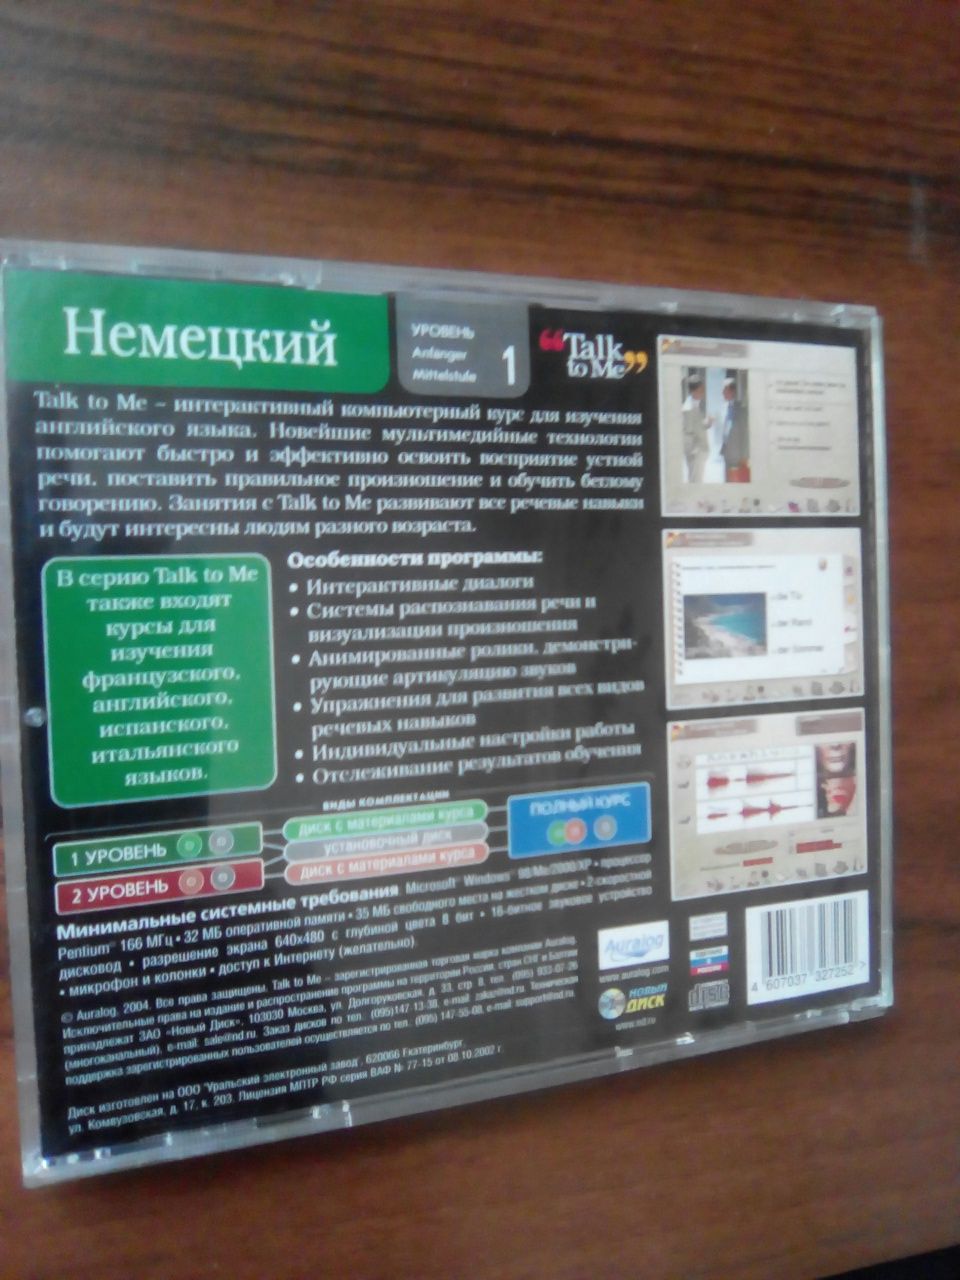 Немецкий
УРОВЕНЬ
Anfänger
Mittelstufe
1
“Talk
to Me”
Talk to Me – интерактивный компьютерный курс для изучения
английского языка. Новейшие мультимедийные технологии
помогают быстро и эффективно освоить восприятие устной
речи, поставить правильное произношение и обучить беглому
говорению. Занятия с Talk to Me развивают все речевые навыки
и будут интересны людям разного возраста.
В серию Talk to Me
также входят
курсы для
изучения
французского,
английского,
испанского,
итальянского
языков.
Особенности программы:
• Интерактивные диалоги
• Системы распознавания речи и
визуализации произношения
• Анимированные ролики, демонстри-
рующие артикуляцию звуков
• Упражнения для развития всех видов
речевых навыков
• Индивидуальные настройки работы
• Отслеживание результатов обучения
ВИДЫ КОМПЛЕКТАЦИИ
1 УРОВЕНЬ
2 УРОВЕНЬ
диск с материалами курса
установочный диск
диск с материалами курса
ПОЛНЫЙ КУРС
Минимальные системные требования Microsoft® Windows® 98/Me/2000/XP • процессор
Pentium™ 166 МГц • 32 МБ оперативной памяти • 35 МБ свободного места на жестком диске • 2-скоростной
дисковод • разрешение экрана 640x480 с глубиной цвета 8 бит • 16-битное звуковое устройство
• микрофон и колонки • доступ к Интернету (желательно).
© Auralog, 2004. Все права защищены. Talk to Me – зарегистрированная торговая марка компании Auralog.
Исключительные права на издание и распространение программы на территории России, стран СНГ и Балтии
принадлежат ЗАО «Новый Диск», 103030 Москва, ул. Долгоруковская, д. 33, стр. 8, тел. (095) 933-07-26
(многоканальный), e-mail: sale@nd.ru. Заказ дисков по тел. (095)147-13-38, e-mail: zakaz@nd.ru. Техническая
поддержка зарегистрированных пользователей осуществляется по тел. (095) 147-55-08, e-mail: support@nd.ru.
Диск изготовлен на ООО "Уральский электронный завод", 620066 Екатеринбург,
ул. Комвузовская, д. 17, к. 203. Лицензия МПТР РФ серия ВАФ № 77-15 от 08.10.2002 г.
Auralog
www.auralog.com
НОВЫЙ
ДИСК
www.nd.ru
disc
4 607037 327252 >